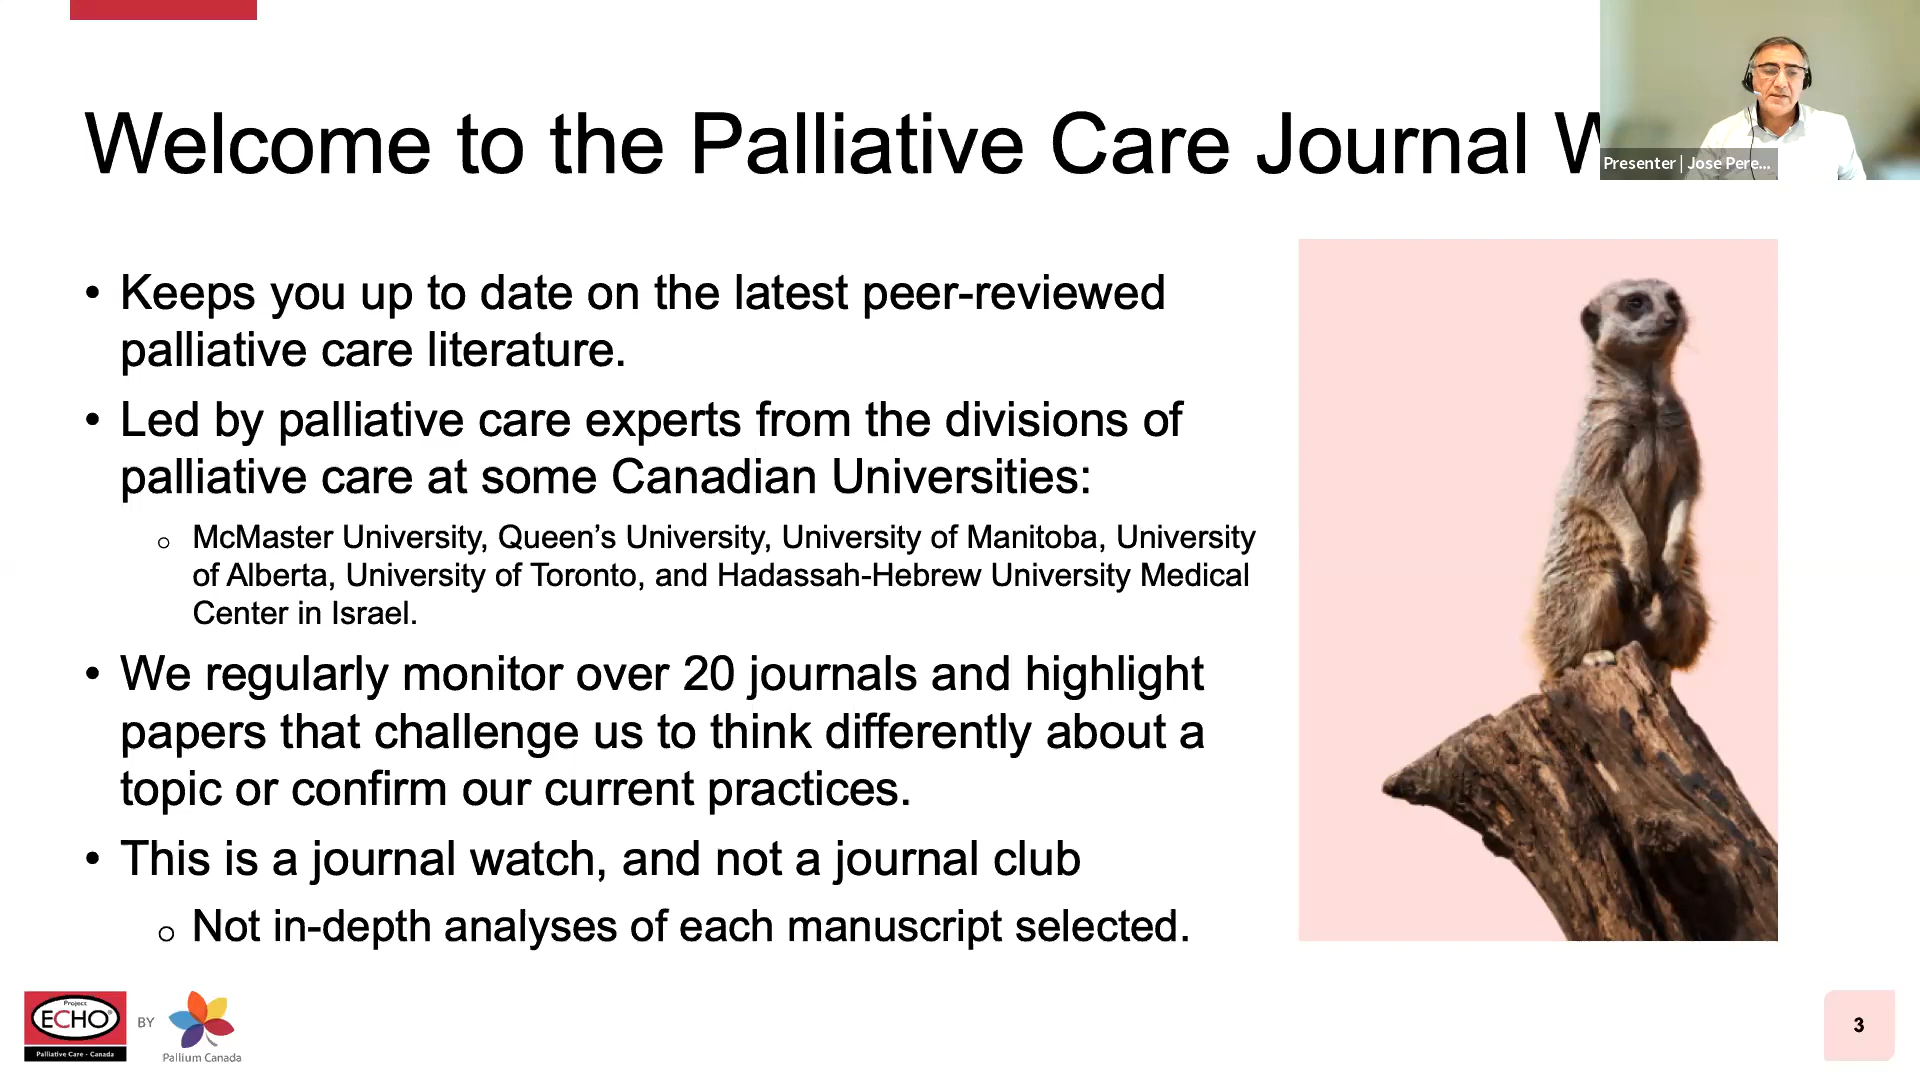 Welcome to the Palliative Care Journal W
Presenter | Jose Pere...
• Keeps you up to date on the latest peer-reviewed
palliative care literature.
• Led by palliative care experts from the divisions of
palliative care at some Canadian Universities:
o McMaster University, Queen’s University, University of Manitoba, University
of Alberta, University of Toronto, and Hadassah-Hebrew University Medical
Center in Israel.
• We regularly monitor over 20 journals and highlight
papers that challenge us to think differently about a
topic or confirm our current practices.
• This is a journal watch, and not a journal club
o Not in-depth analyses of each manuscript selected.
Project
ECHO®
Palliative Care - Canada
BY
Pallium Canada
3